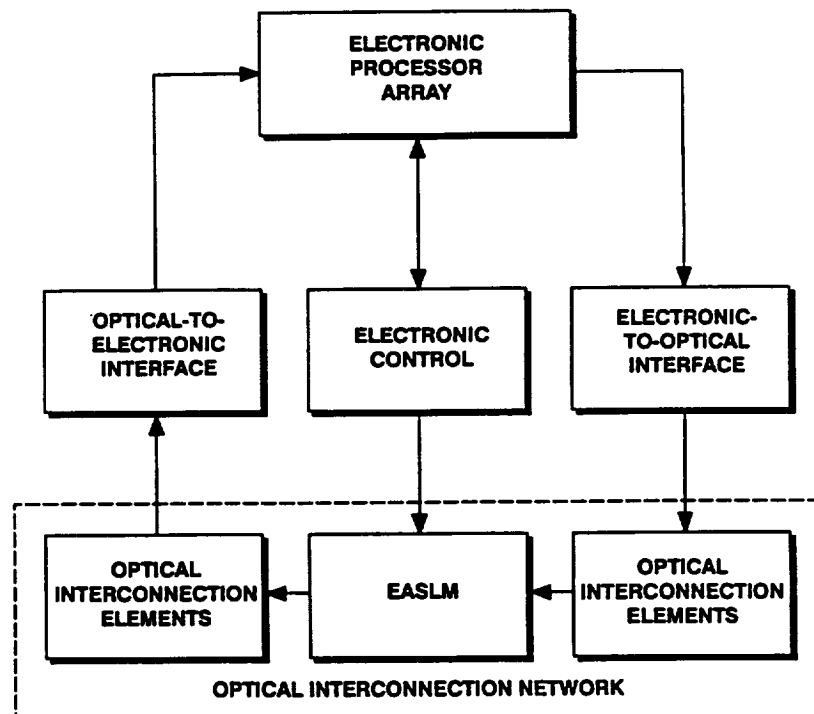 ELECTRONIC
PROCESSOR
ARRAY
OPTICAL-TO-
ELECTRONIC
INTERFACE
ELECTRONIC
CONTROL
ELECTRONIC-
TO-OPTICAL
INTERFACE
OPTICAL
INTERCONNECTION
ELEMENTS
EASLM
OPTICAL
INTERCONNECTION
ELEMENTS
OPTICAL INTERCONNECTION NETWORK